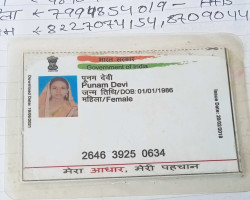 8227074154, 8709044
भारत सरकार
Government of India
पूनम देवी
Punam Devi
जन्म तिथि/DOB: 01/01/1986
महिला/Female
2646 3925 0634
मेरा आधार, मेरी पहचान